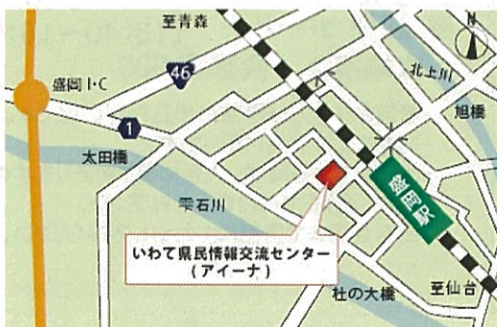 至青森
N
46
盛岡I・C
北上川
旭橋
1
太田橋
盛岡駅
雫石川
いわて県民情報交流センター
(アイーナ)
杜の大橋
至仙台